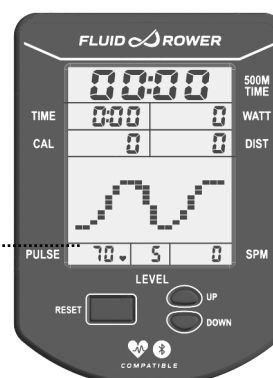 FLUID ROWER
00:00 500M TIME
TIME 0:00 0 WATT
CAL 0 0 DIST
PULSE 70 5 0 SPM
LEVEL
RESET UP
DOWN
COMPATIBLE